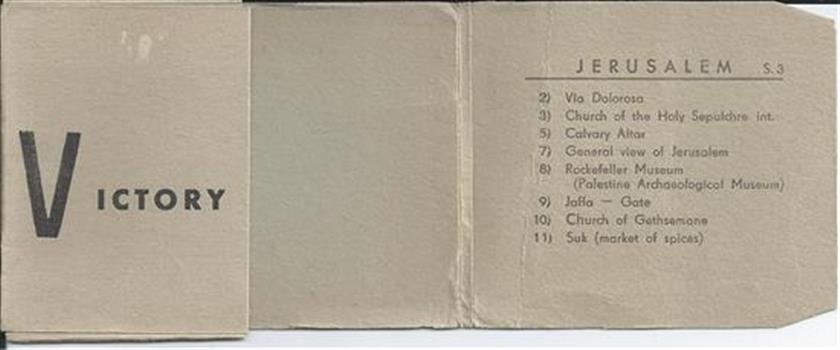 VICTORY
JERUSALEM S.3
2) Via Dolorosa
3) Church of the Holy Sepulchre int.
5) Calvary Altar
7) General view of Jerusalem
8) Rockefeller Museum
(Palestine Archaeological Museum)
9) Jaffa — Gate
10) Church of Gethsemane
11) Suk (market of spices)